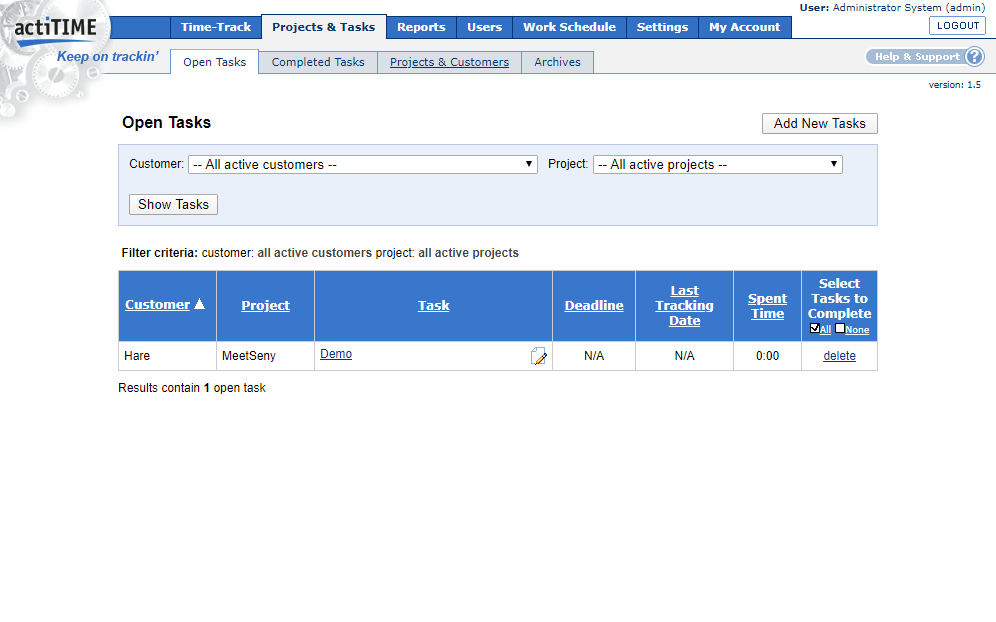 User: Administrator System (admin)
actiTIME
Time-Track Projects & Tasks Reports Users Work Schedule Settings My Account
LOGOUT
Keep on trackin'
Open Tasks Completed Tasks Projects & Customers Archives
Help & Support ?
version: 1.5
Open Tasks
Add New Tasks
Customer: -- All active customers -- Project: -- All active projects --
Show Tasks
Filter criteria: customer: all active customers project: all active projects
Customer Project Task Deadline Last Tracking Date Spent Time Select Tasks to Complete All None
Hare MeetSeny Demo N/A N/A 0:00 delete
Results contain 1 open task